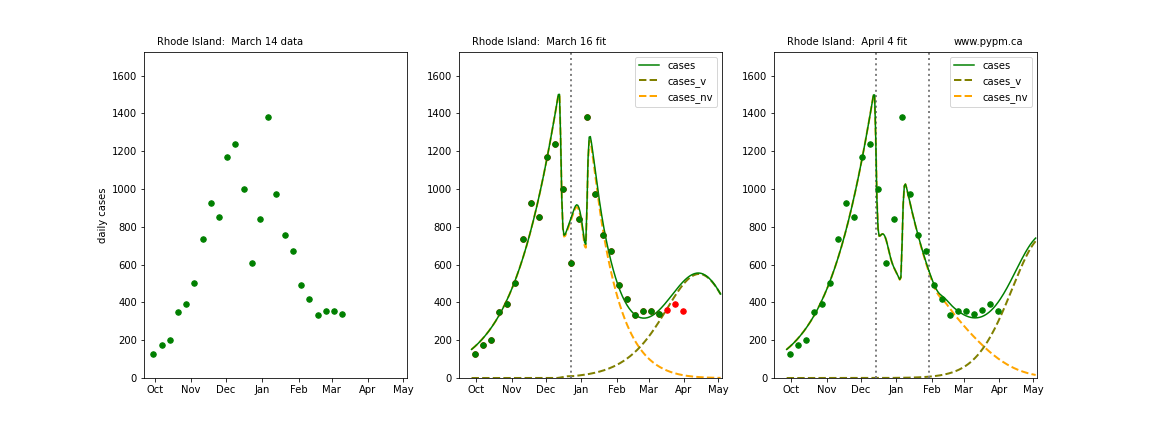 Rhode Island:  March 14 data
daily cases
1600
1400
1200
1000
800
600
400
200
0
Oct Nov Dec Jan Feb Mar Apr May
Rhode Island:  March 16 fit
cases
cases_v
cases_nv
1600
1400
1200
1000
800
600
400
200
0
Oct Nov Dec Jan Feb Mar Apr May
Rhode Island:  April 4 fit
www.pypm.ca
cases
cases_v
cases_nv
1600
1400
1200
1000
800
600
400
200
0
Oct Nov Dec Jan Feb Mar Apr May